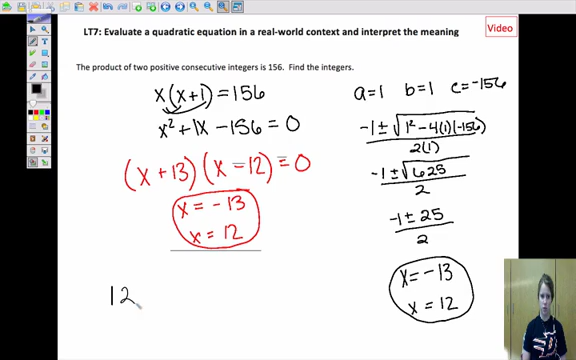 LT7: Evaluate a quadratic equation in a real-world context and interpret the meaning
Video
The product of two positive consecutive integers is 156. Find the integers.
x(x+1)=156
x²+1x-156=0
(x+13)(x-12)=0
x=-13
x=12
12
a=1 b=1 c=-156
-1±√1²-4(1)(-156)
2(1)
-1±√625
2
-1±25
2
x=-13
x=12